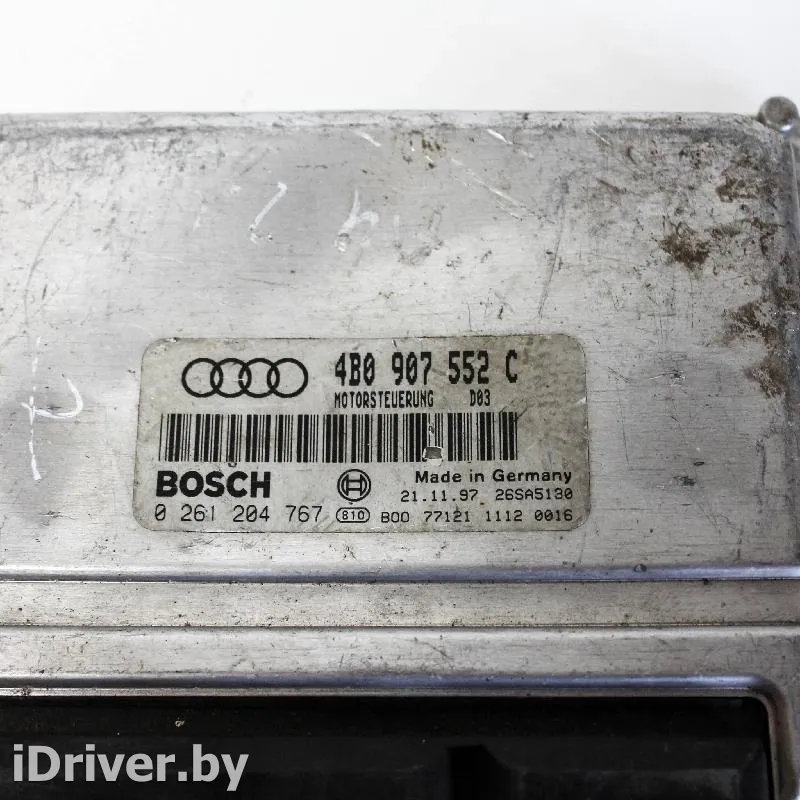 4B0 907 552 C
MOTORSTEUERUNG D03
BOSCH
Made in Germany
21.11.97 26SA5130
0 261 204 767 810 B00 77121 1112 0016
iDriver.by